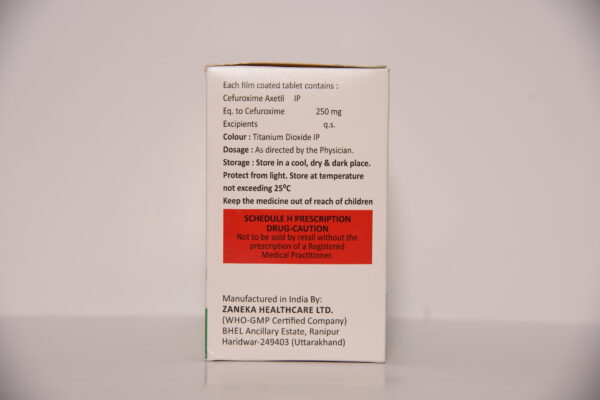 Each film coated tablet contains :
Cefuroxime Axetil IP
Eq. to Cefuroxime 250 mg
Excipients q.s.
Colour : Titanium Dioxide IP
Dosage : As directed by the Physician.
Storage : Store in a cool, dry & dark place.
Protect from light. Store at temperature
not exceeding 25⁰C
Keep the medicine out of reach of children
SCHEDULE H PRESCRIPTION
DRUG-CAUTION
Not to be sold by retail without the
prescription of a Registered
Medical Practitioner.
Manufactured in India By:
ZANEKA HEALTHCARE LTD.
(WHO-GMP Certified Company)
BHEL Ancillary Estate, Ranipur
Haridwar-249403 (Uttarakhand)